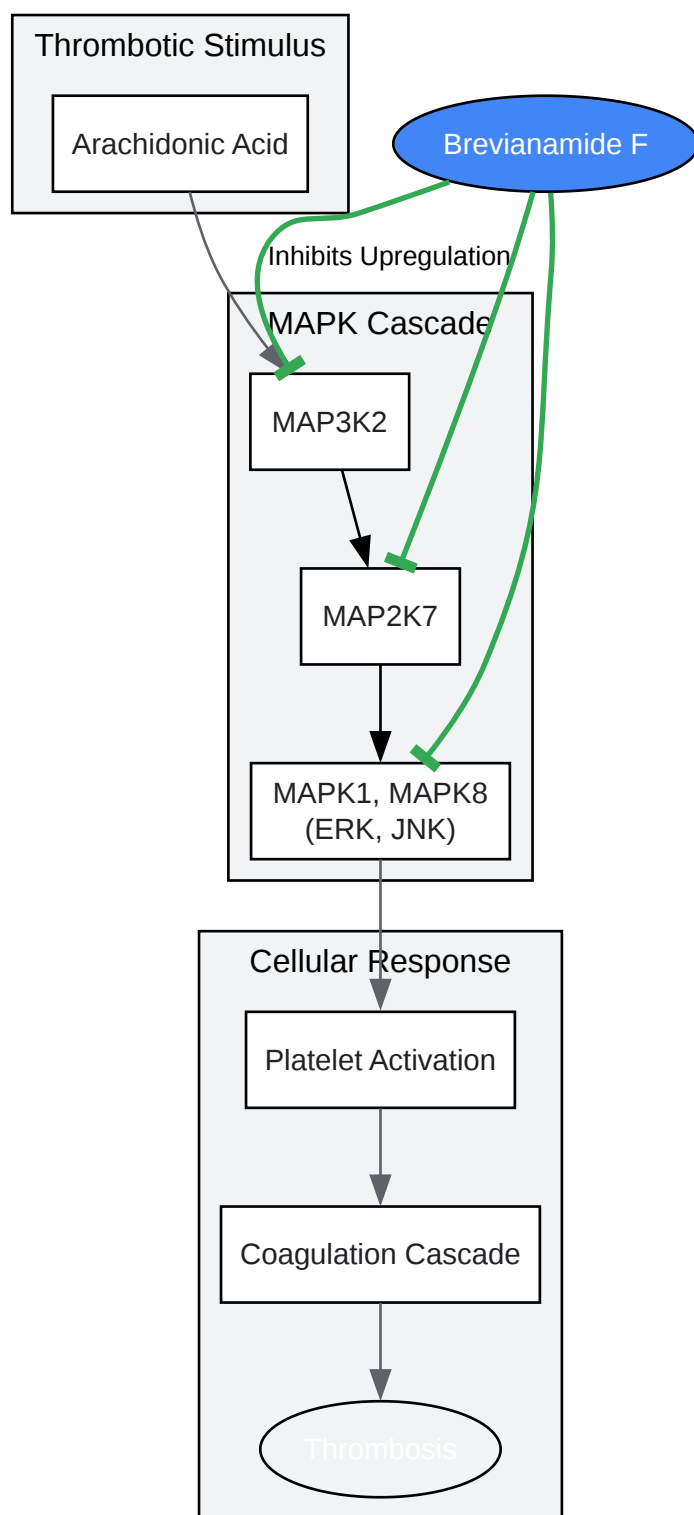 Thrombotic Stimulus
Arachidonic Acid
Brevianamide F
Inhibits Upregulation
MAPK Cascade
MAP3K2
MAP2K7
MAPK1, MAPK8
(ERK, JNK)
Cellular Response
Platelet Activation
Coagulation Cascade
Thrombosis